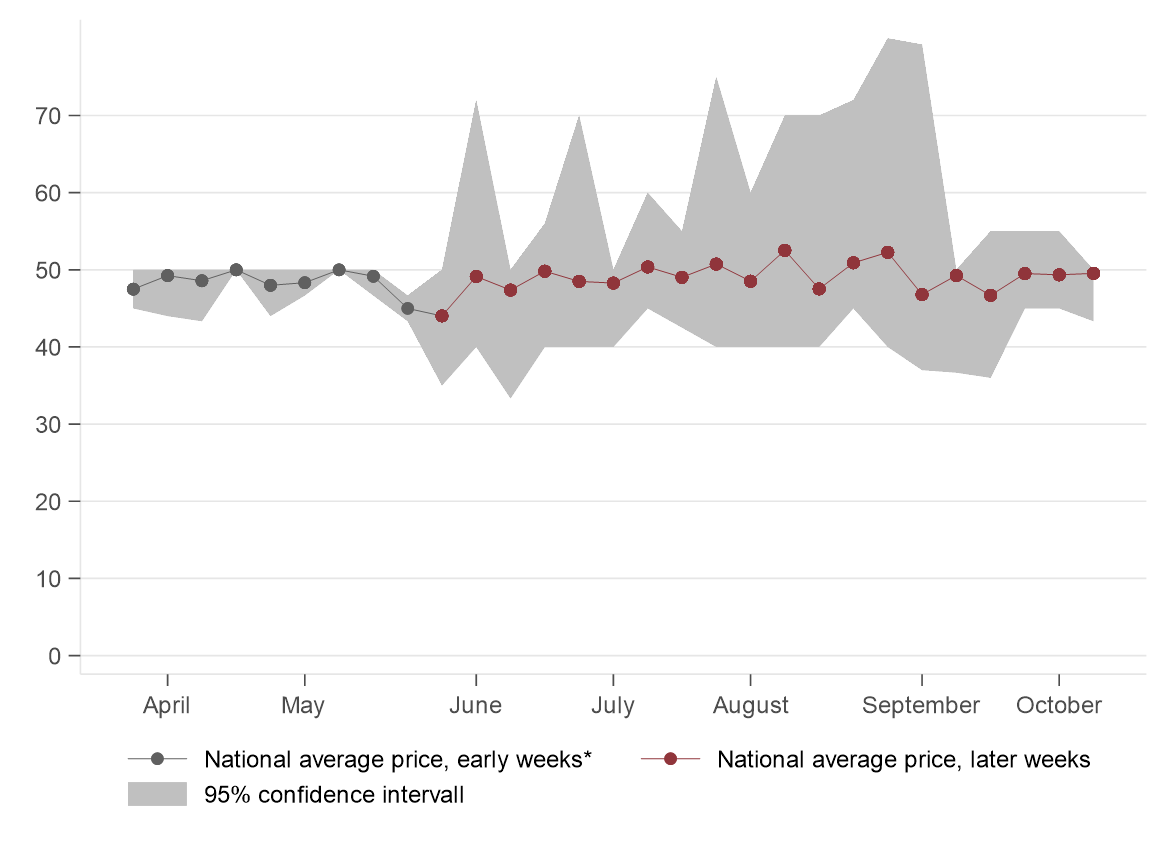 70
60
50
40
30
20
10
0
April May June July August September October
National average price, early weeks* National average price, later weeks
95% confidence intervall